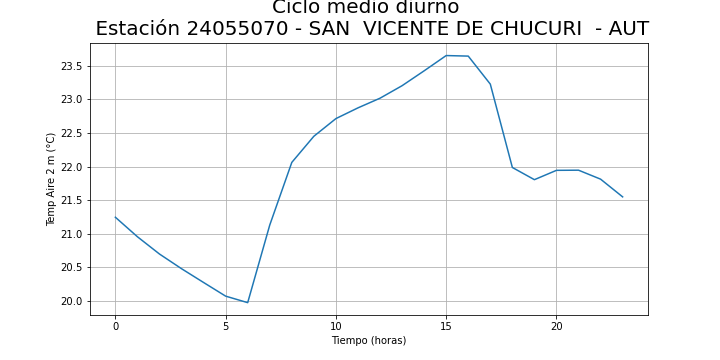 Ciclo medio diurno
Estación 24055070 - SAN  VICENTE DE CHUCURI  - AUT
23.5
23.0
22.5
22.0
21.5
21.0
20.5
20.0
Temp Aire 2 m (°C)
0 5 10 15 20
Tiempo (horas)